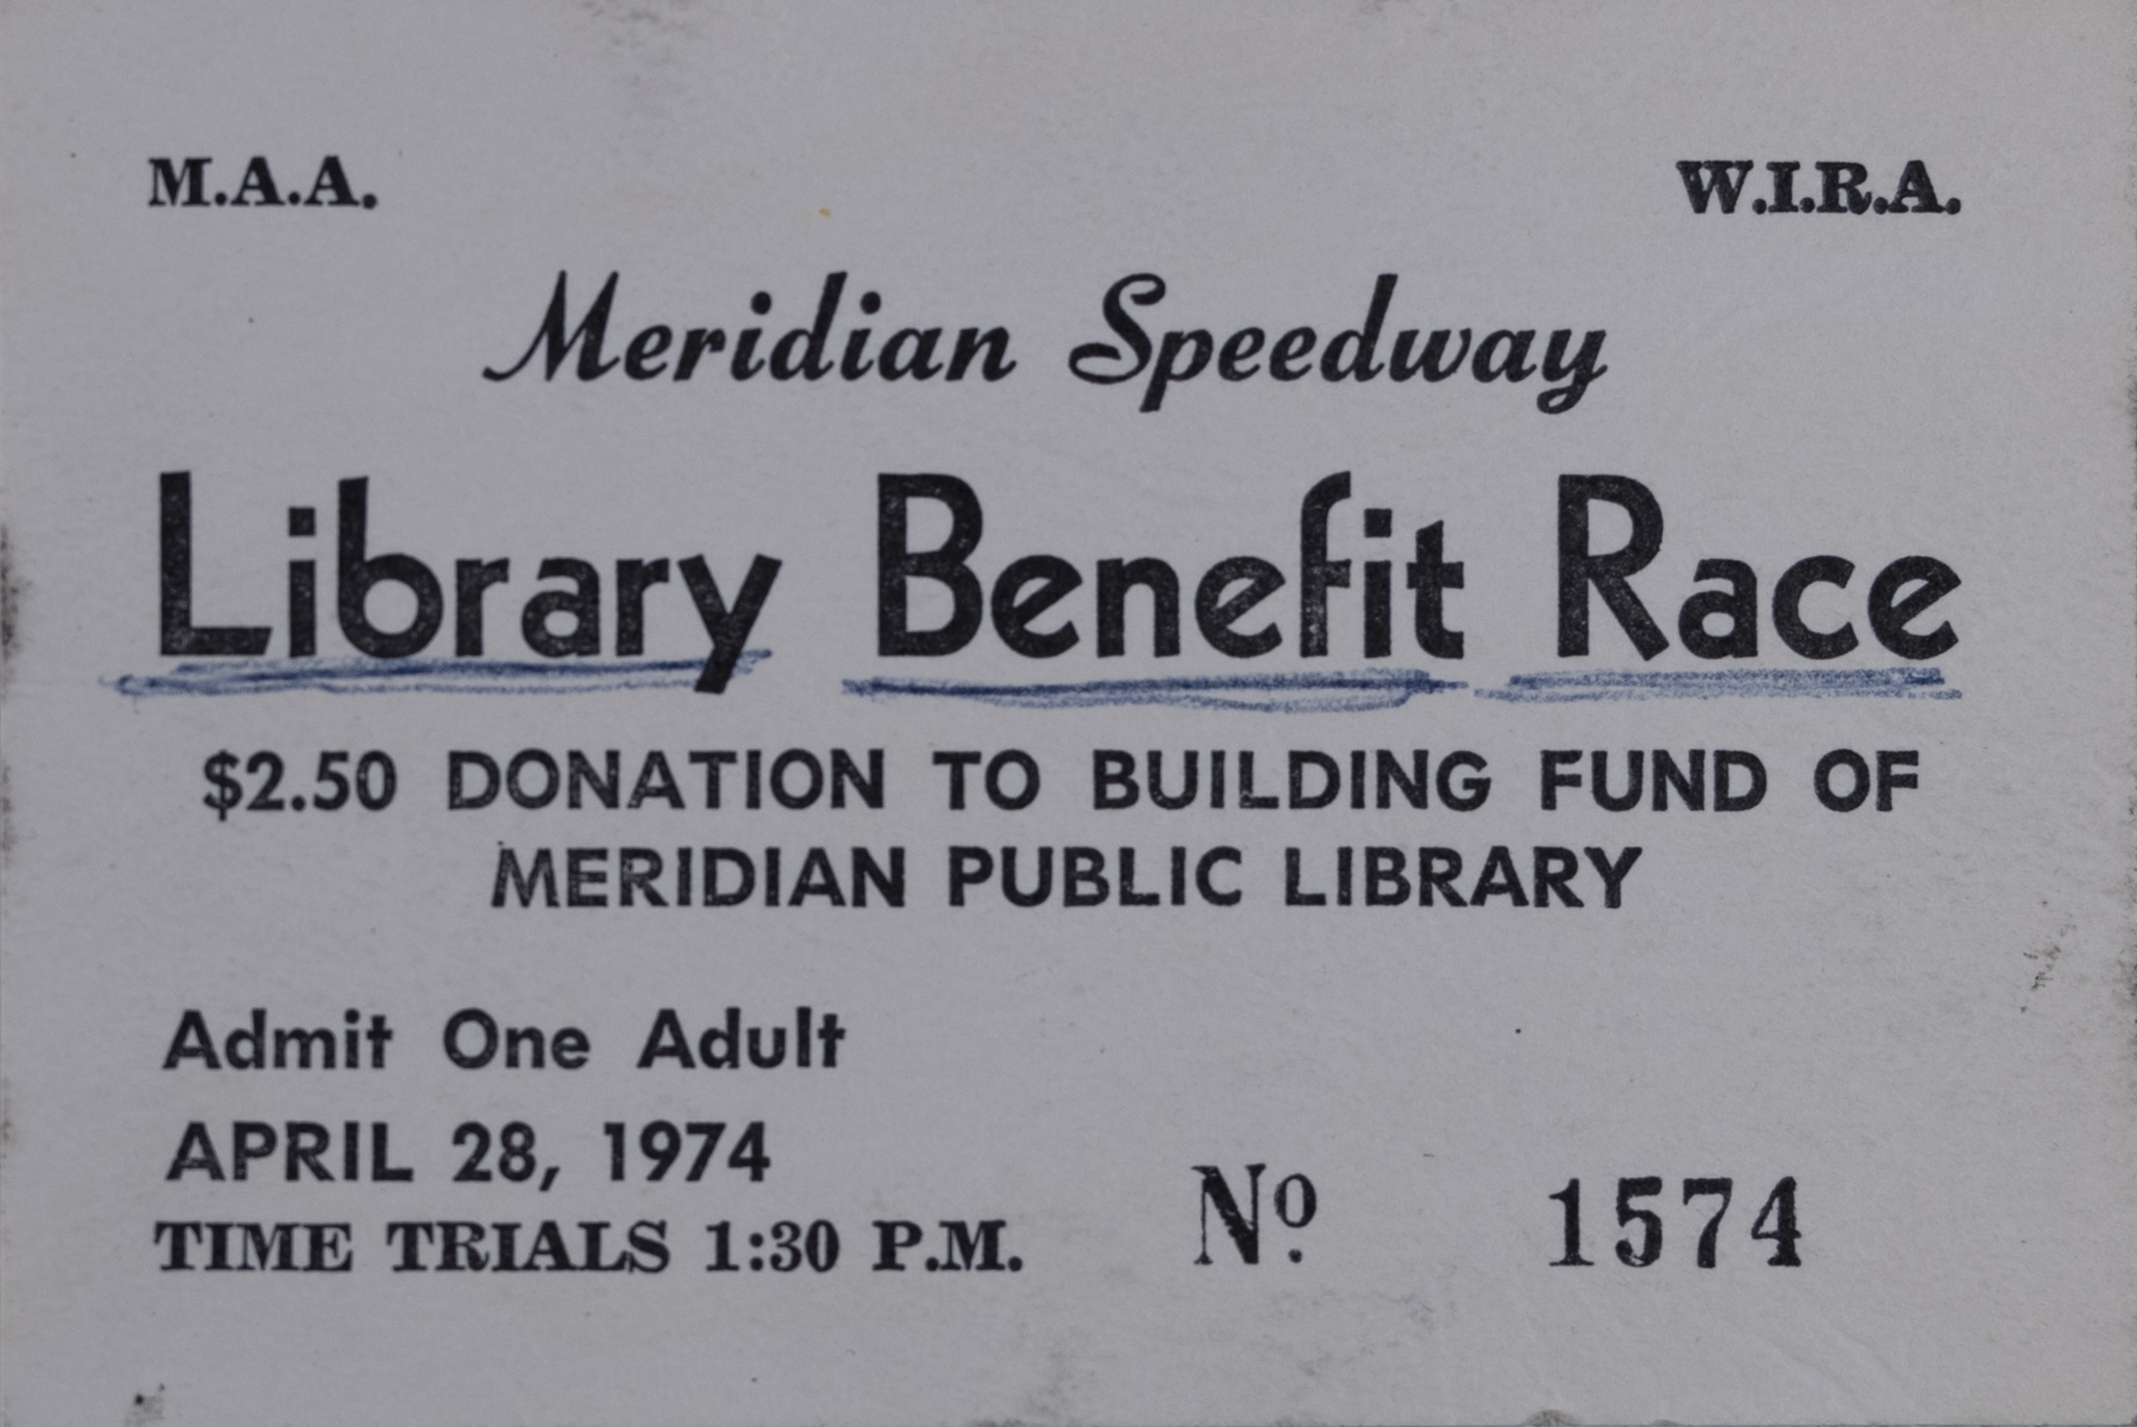 M.A.A. W.I.R.A.
Meridian Speedway
Library Benefit Race
$2.50 DONATION TO BUILDING FUND OF
MERIDIAN PUBLIC LIBRARY
Admit One Adult
APRIL 28, 1974
TIME TRIALS 1:30 P.M. Nº 1574